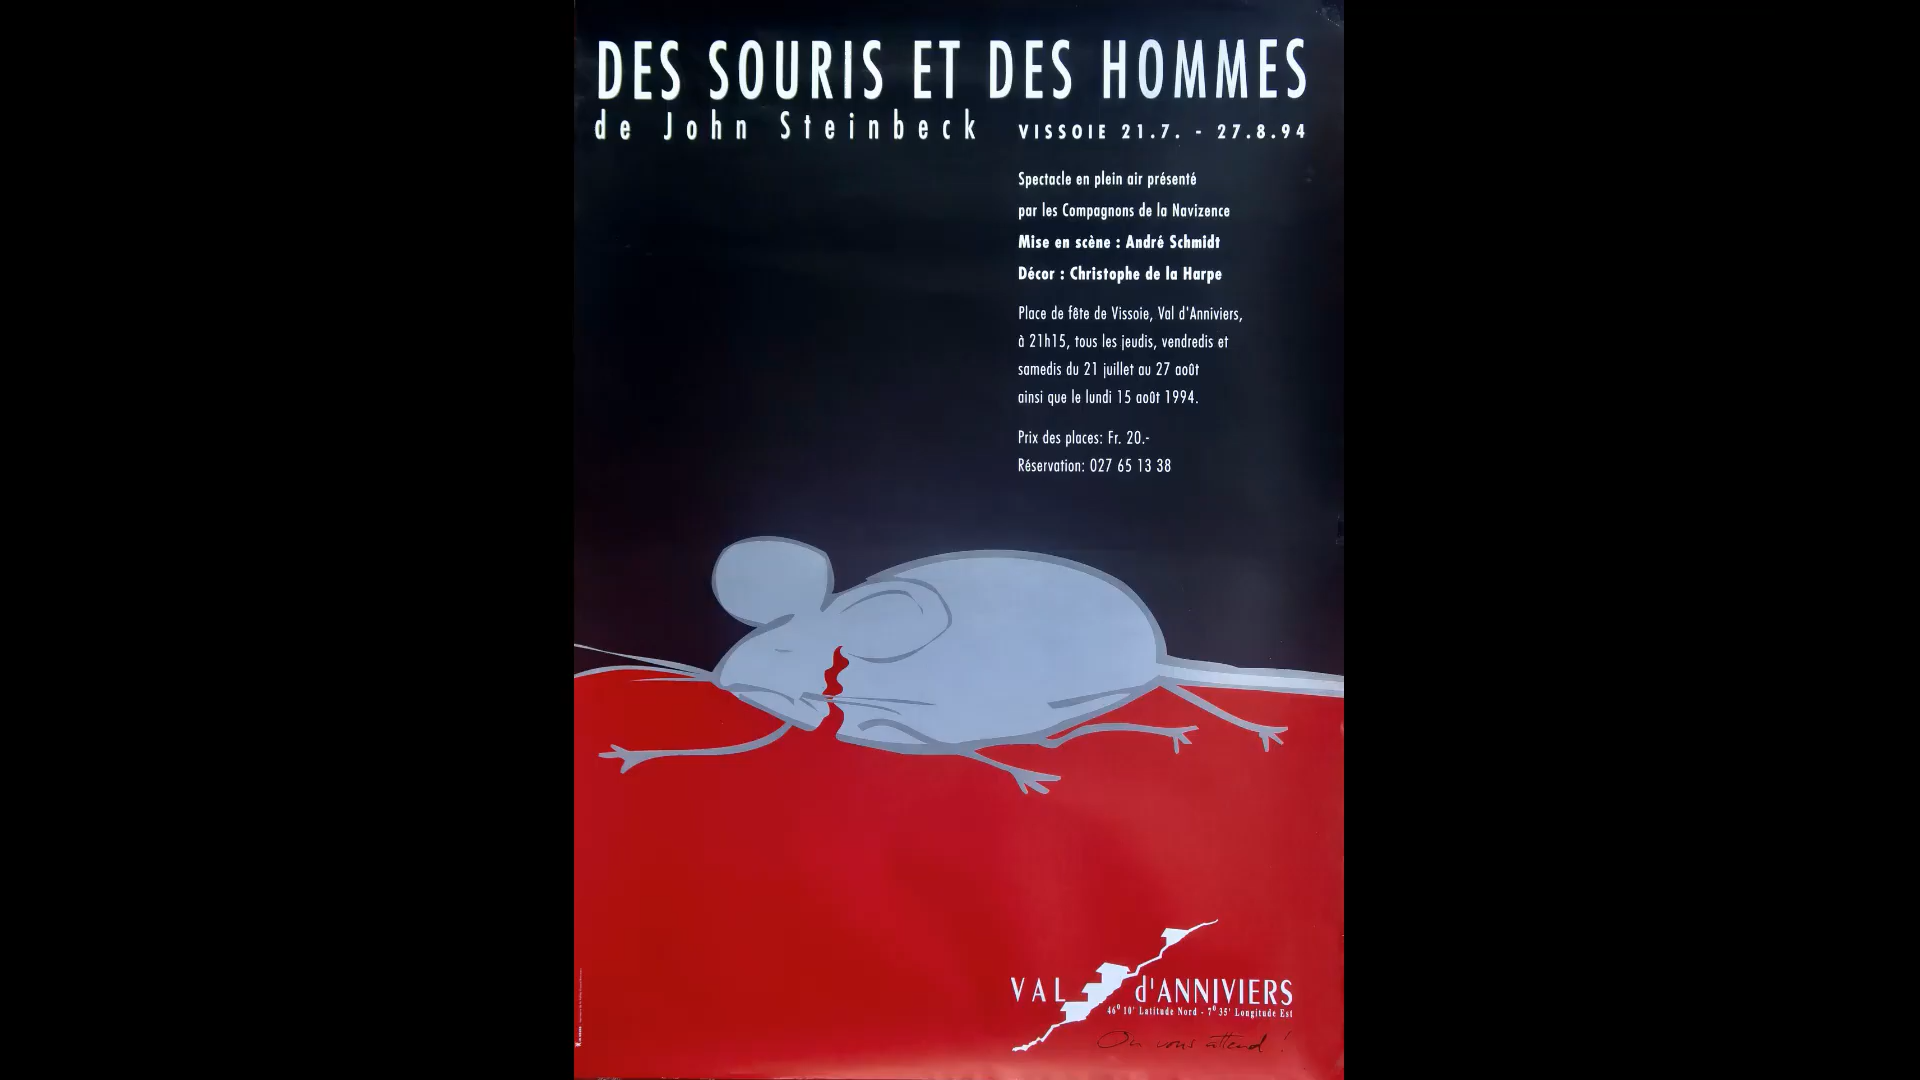 DES SOURIS ET DES HOMMES
de John Steinbeck
VISSOIE 21.7. - 27.8.94
Spectacle en plein air présenté
par les Compagnons de la Navizence
Mise en scène : André Schmidt
Décor : Christophe de la Harpe
Place de fête de Vissoie, Val d'Anniviers,
à 21h15, tous les jeudis, vendredis et
samedis du 21 juillet au 27 août
ainsi que le lundi 15 août 1994.
Prix des places: Fr. 20.-
Réservation: 027 65 13 38
VAL d'ANNIVIERS
46° 10' Latitude Nord - 7° 35' Longitude Est
On vous attend !